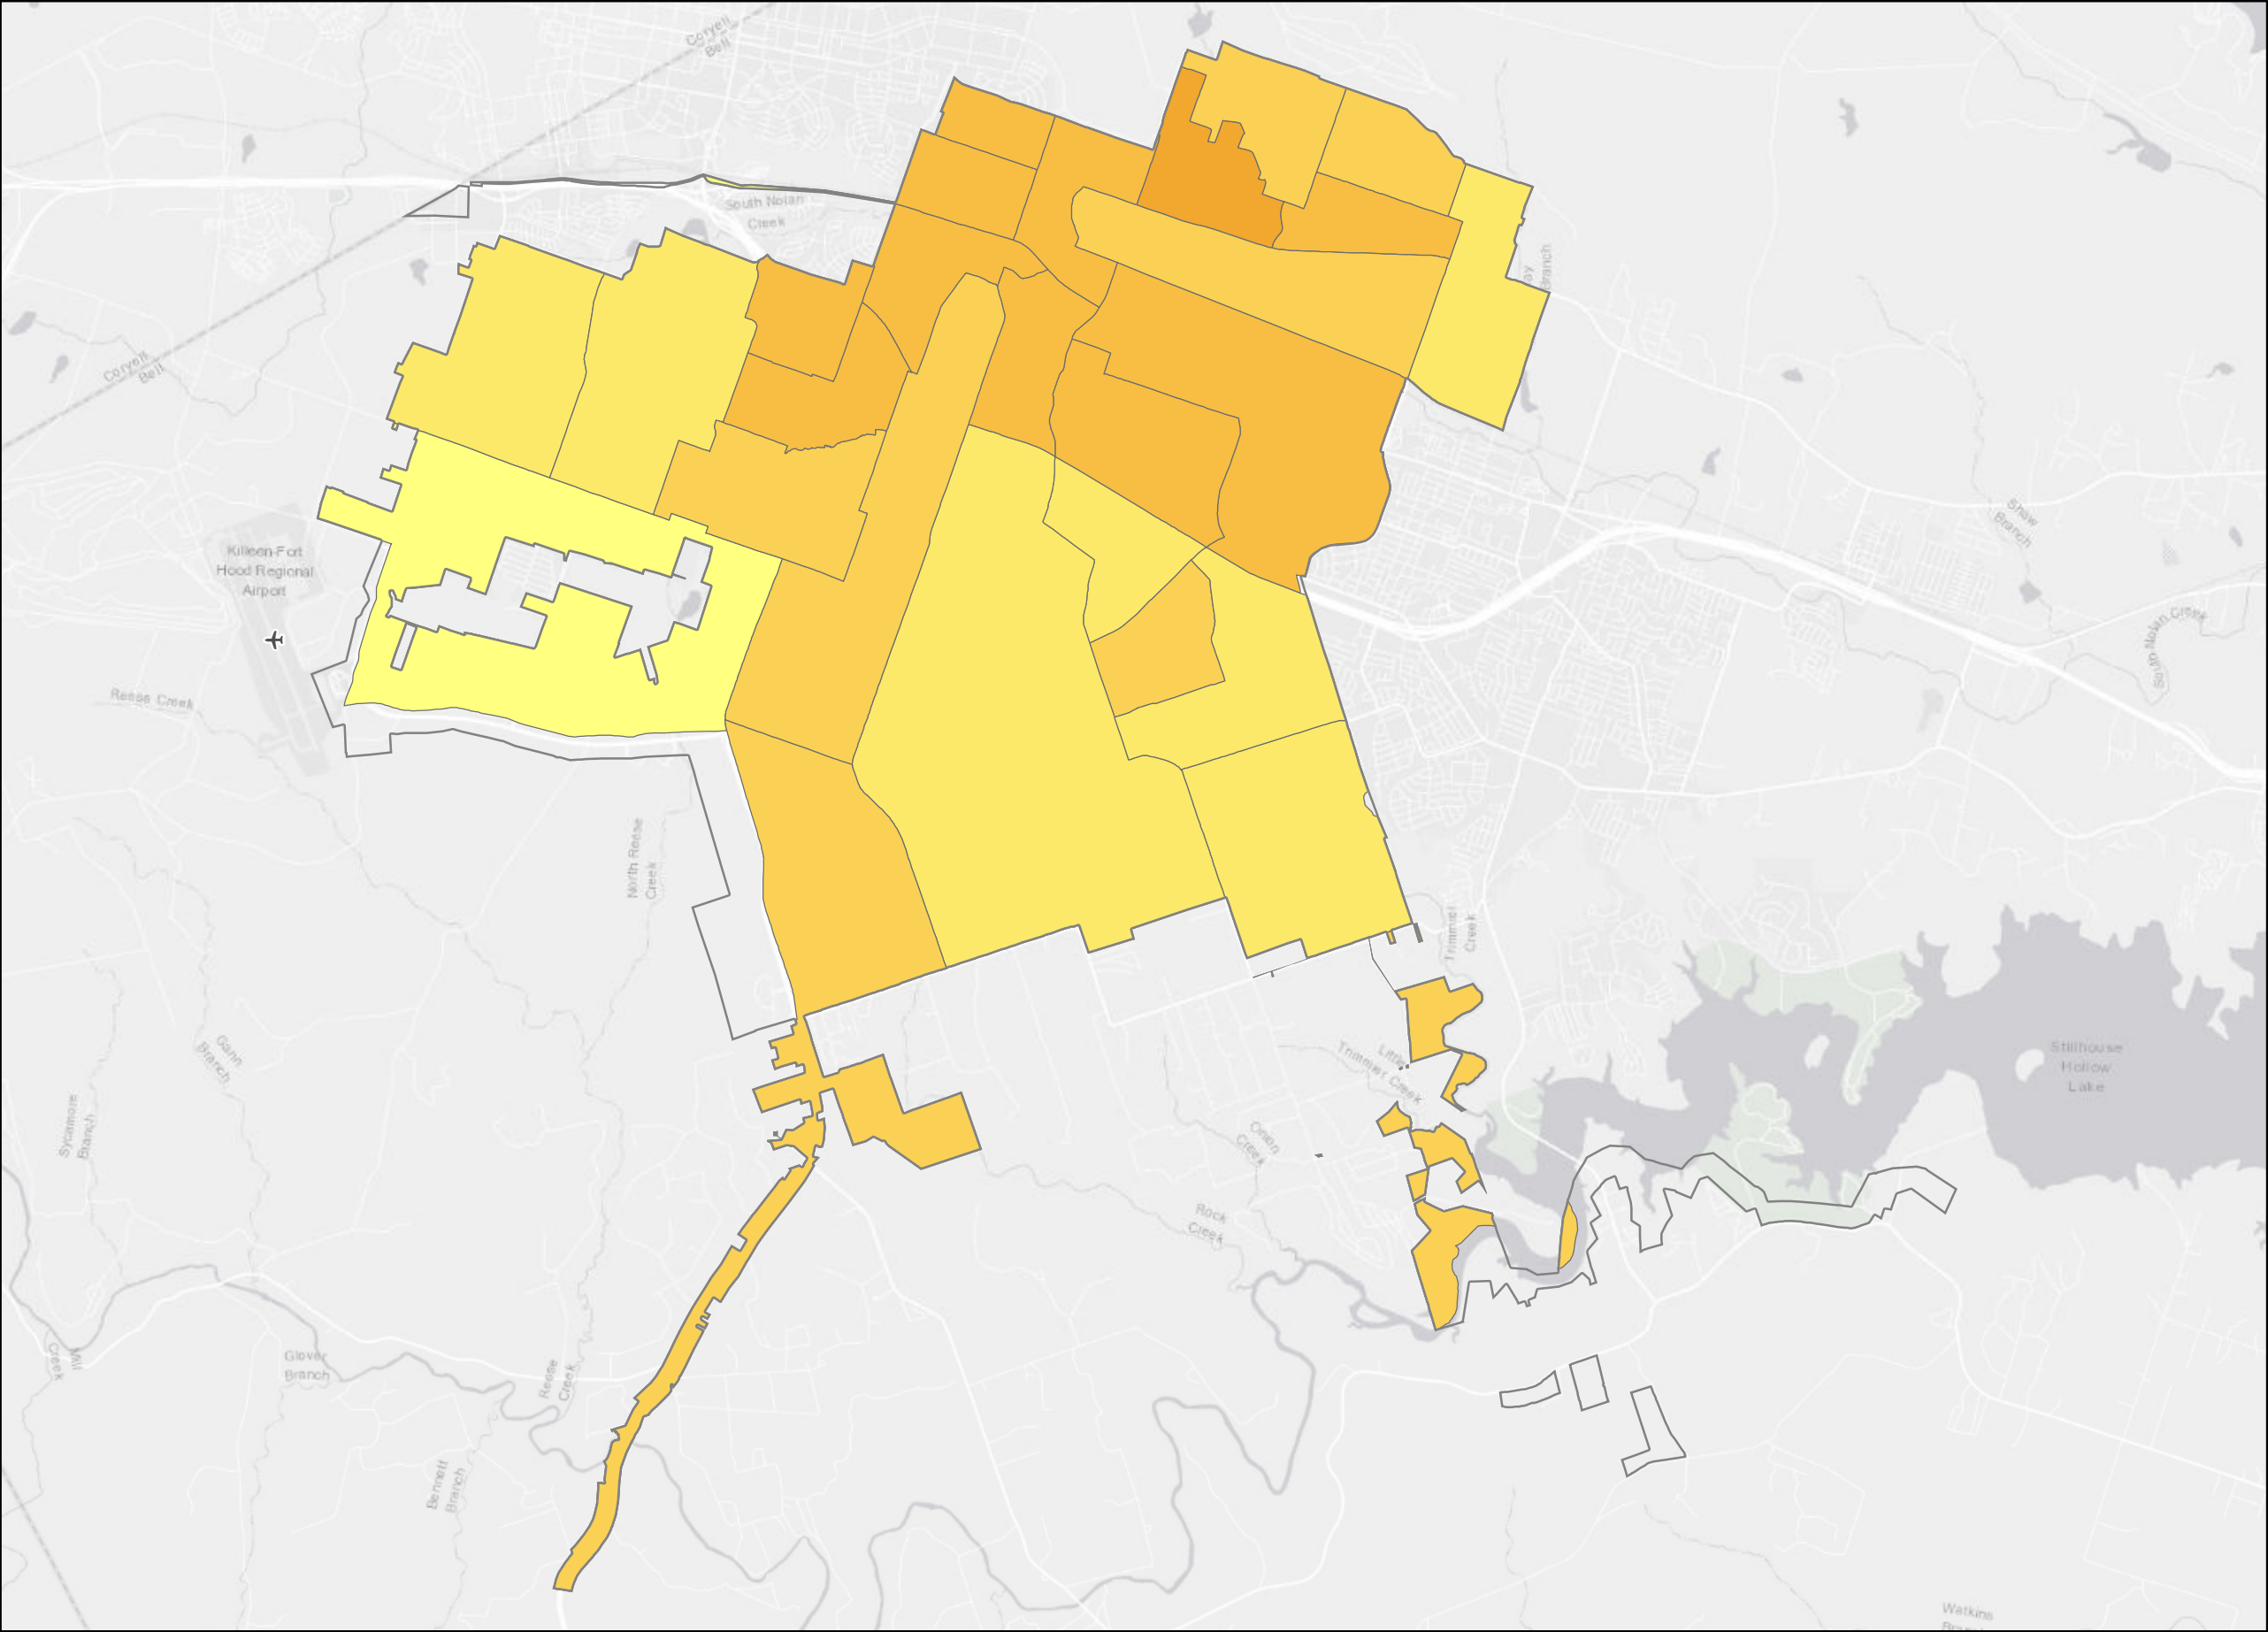 Coryell
Bell
South Nolan
Creek
Coryell
Bell
Branch
Killeen-Fort
Hood Regional
Airport
Shaw
Branch
South Nolan Creek
Reese Creek
North Reese
Creek
Trimmel
Creek
Gann
Branch
Little
Trimmier Creek
Stillhouse
Hollow
Lake
Sycamore
Branch
Onion
Creek
Rock
Creek
Mill
Creek
Glover
Branch
Reese
Creek
Bennett
Branch
Watkins